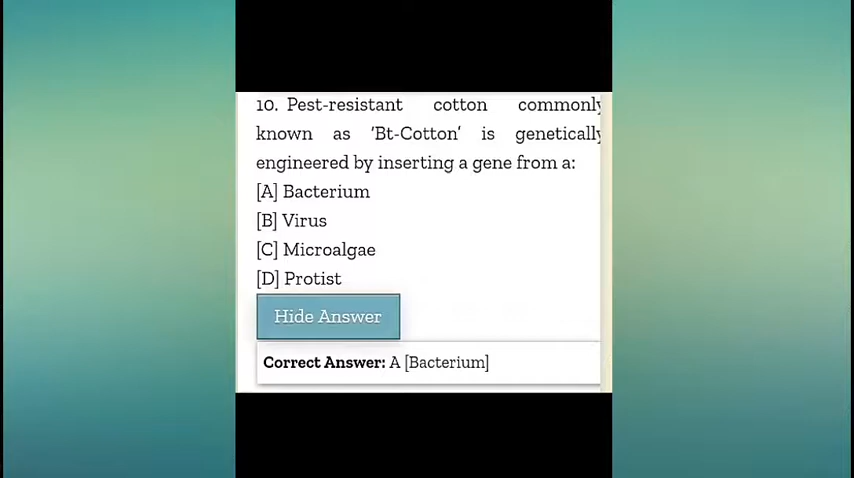 10. Pest-resistant cotton commonly
known as 'Bt-Cotton' is genetically
engineered by inserting a gene from a:
[A] Bacterium
[B] Virus
[C] Microalgae
[D] Protist
Hide Answer
Correct Answer: A [Bacterium]